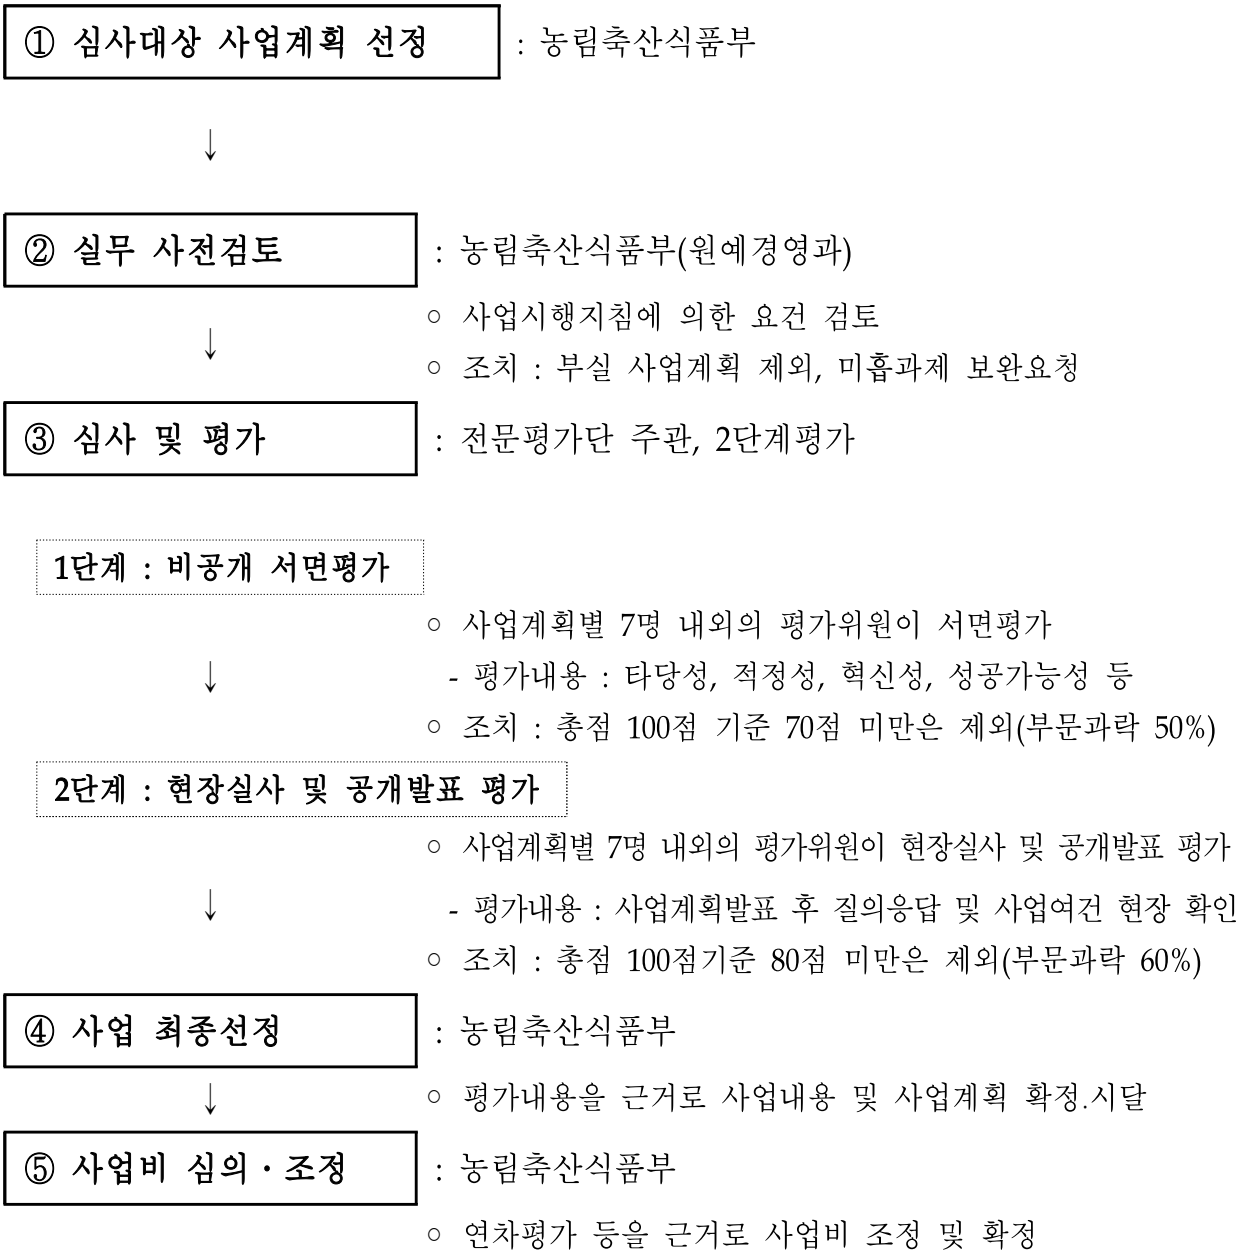 ① 심사대상 사업계획 선정 : 농림축산식품부
↓
② 실무 사전검토 : 농림축산식품부(원예경영과)
○ 사업시행지침에 의한 요건 검토
↓
○ 조치 : 부실 사업계획 제외, 미흡과제 보완요청
③ 심사 및 평가 : 전문평가단 주관, 2단계평가
1단계 : 비공개 서면평가
○ 사업계획별 7명 내외의 평가위원이 서면평가
↓ - 평가내용 : 타당성, 적정성, 혁신성, 성공가능성 등
○ 조치 : 총점 100점 기준 70점 미만은 제외(부문과락 50%)
2단계 : 현장실사 및 공개발표 평가
○ 사업계획별 7명 내외의 평가위원이 현장실사 및 공개발표 평가
↓ - 평가내용 : 사업계획발표 후 질의응답 및 사업여건 현장 확인
○ 조치 : 총점 100점기준 80점 미만은 제외(부문과락 60%)
④ 사업 최종선정 : 농림축산식품부
↓ ○ 평가내용을 근거로 사업내용 및 사업계획 확정.시달
⑤ 사업비 심의·조정 : 농림축산식품부
○ 연차평가 등을 근거로 사업비 조정 및 확정